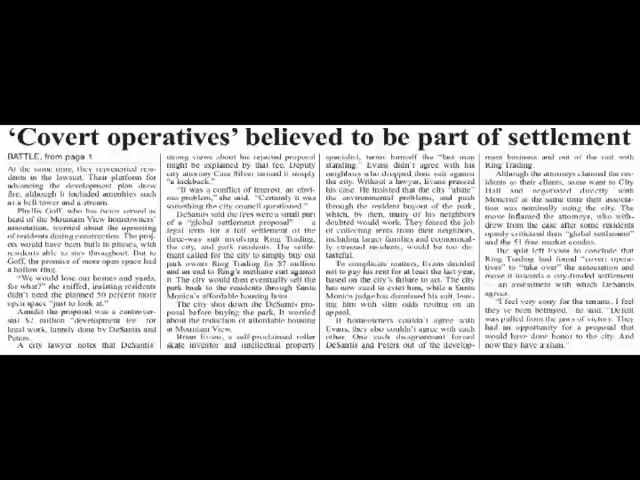 ‘Covert operatives’ believed to be part of settlement
BATTLE, from page 1
At the same time, they represented resi-
dents in the lawsuit. Their platform for
advancing the development plan drew
fire, although it included amenities such
as a bell tower and a stream.
Phyllis Goff, who has twice served as
head of the Mountain View homeowners'
association, worried about the uprooting
of residents during construction. The proj-
ect would have been built in phases, with
residents able to stay throughout. But to
Goff, the promise of more open space had
a hollow ring.
"We would lose our homes and yards,
for what?" she sniffed, insisting residents
didn't need the planned 50 percent more
open space "just to look at."
Amidst the proposal was a controver-
sial $2 million "development fee" for
legal work, largely done by DeSantis and
Peters.
A city lawyer notes that DeSantis'
strong views about his rejected proposal
might be explained by that fee. Deputy
city attorney Cara Silver termed it simply
a "kickback."
"It was a conflict of interest, an obvi-
ous problem," she said. "Certainly it was
something the city council questioned."
DeSantis said the fees were a small part
of a "global settlement proposal" a
legal term for a full settlement of the
three-way suit involving Ring Trading,
the city, and park residents. The settle-
ment called for the city to simply buy out
park owner Ring Trading for $7 million
and an end to Ring's methane suit against
it. The city would then eventually sell the
park back to the residents through Santa
Monica's affordable housing laws.
The city shot down the DeSantis pro-
posal before buying the park. It worried
about the reduction of affordable housing
at Mountain View.
Brunt Evans, a self-proclaimed roller
skate inventor and intellectual property
specialist, terms himself the "last man
standing." Evans didn't agree with his
neighbors who dropped their suit against
the city. Without a lawyer, Evans pressed
his case. He insisted that the city "abate"
the environmental problems, and push
through the resident buyout of the park,
which, by then, many of his neighbors
doubted they wanted. They feared the job
of collecting rents from their neighbors,
including larger families and economical-
ly stressed residents, would be too dis-
tasteful.
To complicate matters, Evans decided
not to pay his rent for at least the last year,
based on the city's failure to act. The city
has now sued to evict him, while a Santa
Monica judge has dismissed his suit, leav-
ing him with slim odds resting on an
appeal.
If homeowners couldn't agree with
Evans, they also couldn't agree with each
other. One such disagreement forced
DeSantis and Peters out of the develop-
ment business and out of the suit with
Ring Trading.
Although the attorneys claimed the res-
idents as their clients, some went to City
Hall and negotiated directly with
Moncrief at the same time their associa-
tion was nominally suing the city. The
move inflamed the attorneys, who with-
drew from the case after some residents
openly criticized their "global settlement"
and the 51 free market condos.
The split left Evans to conclude that
Ring Trading had found "covert opera-
tives" to "take over" the association and
move it towards a city-funded settlement
— an assessment with which DeSantis
agrees.
"I feel very sorry for the tenants. I feel
they've been betrayed," he said. "Defeat
was pulled from the jaws of victory. They
had an opportunity for a proposal that
would have done honor to the city. And
now they have a slum."